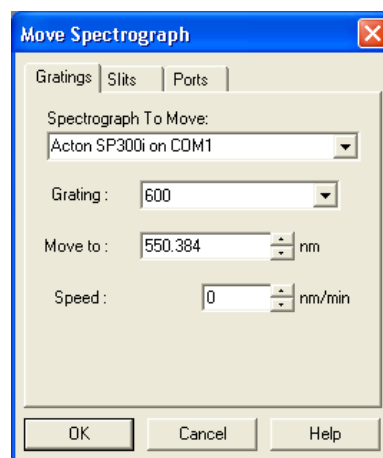 Move Spectrograph
Gratings Slits Ports
Spectrograph To Move:
Acton SP300i on COM1
Grating : 600
Move to : 550.384 nm
Speed : 0 nm/min
OK Cancel Help